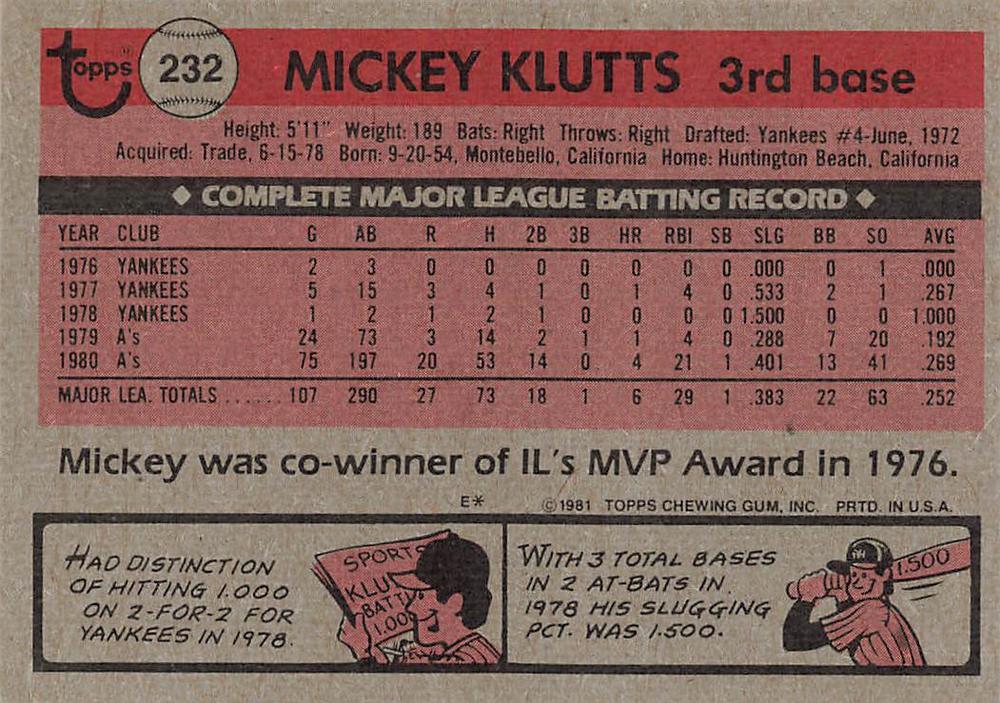 Topps® 232 MICKEY KLUTTS 3rd base
Height: 5'11" Weight: 189 Bats: Right Throws: Right Drafted: Yankees #4-June, 1972
Acquired: Trade, 6-15-78 Born: 9-20-54, Montebello, California Home: Huntington Beach, California
◆ COMPLETE MAJOR LEAGUE BATTING RECORD ◆
YEAR CLUB G AB R H 2B 3B HR RBI SB SLG BB SO AVG
1976 YANKEES 2 3 0 0 0 0 0 0 0 .000 0 1 .000
1977 YANKEES 5 15 3 4 1 0 1 4 0 .533 2 1 .267
1978 YANKEES 1 2 1 2 1 0 0 0 0 1.500 0 0 1.000
1979 A's 24 73 3 14 2 1 1 4 0 .288 7 20 .192
1980 A's 75 197 20 53 14 0 4 21 1 .401 13 41 .269
MAJOR LEA. TOTALS ...... 107 290 27 73 18 1 6 29 1 .383 22 63 .252
Mickey was co-winner of IL's MVP Award in 1976.
E* ©1981 TOPPS CHEWING GUM, INC. PRTD. IN U.S.A.
HAD DISTINCTION
OF HITTING 1.000
ON 2-FOR-2 FOR
YANKEES IN 1978.
SPORTS
KLU
BATTI
1.00
WITH 3 TOTAL BASES
IN 2 AT-BATS IN
1978 HIS SLUGGING
PCT. WAS 1.500.
NY
1.500